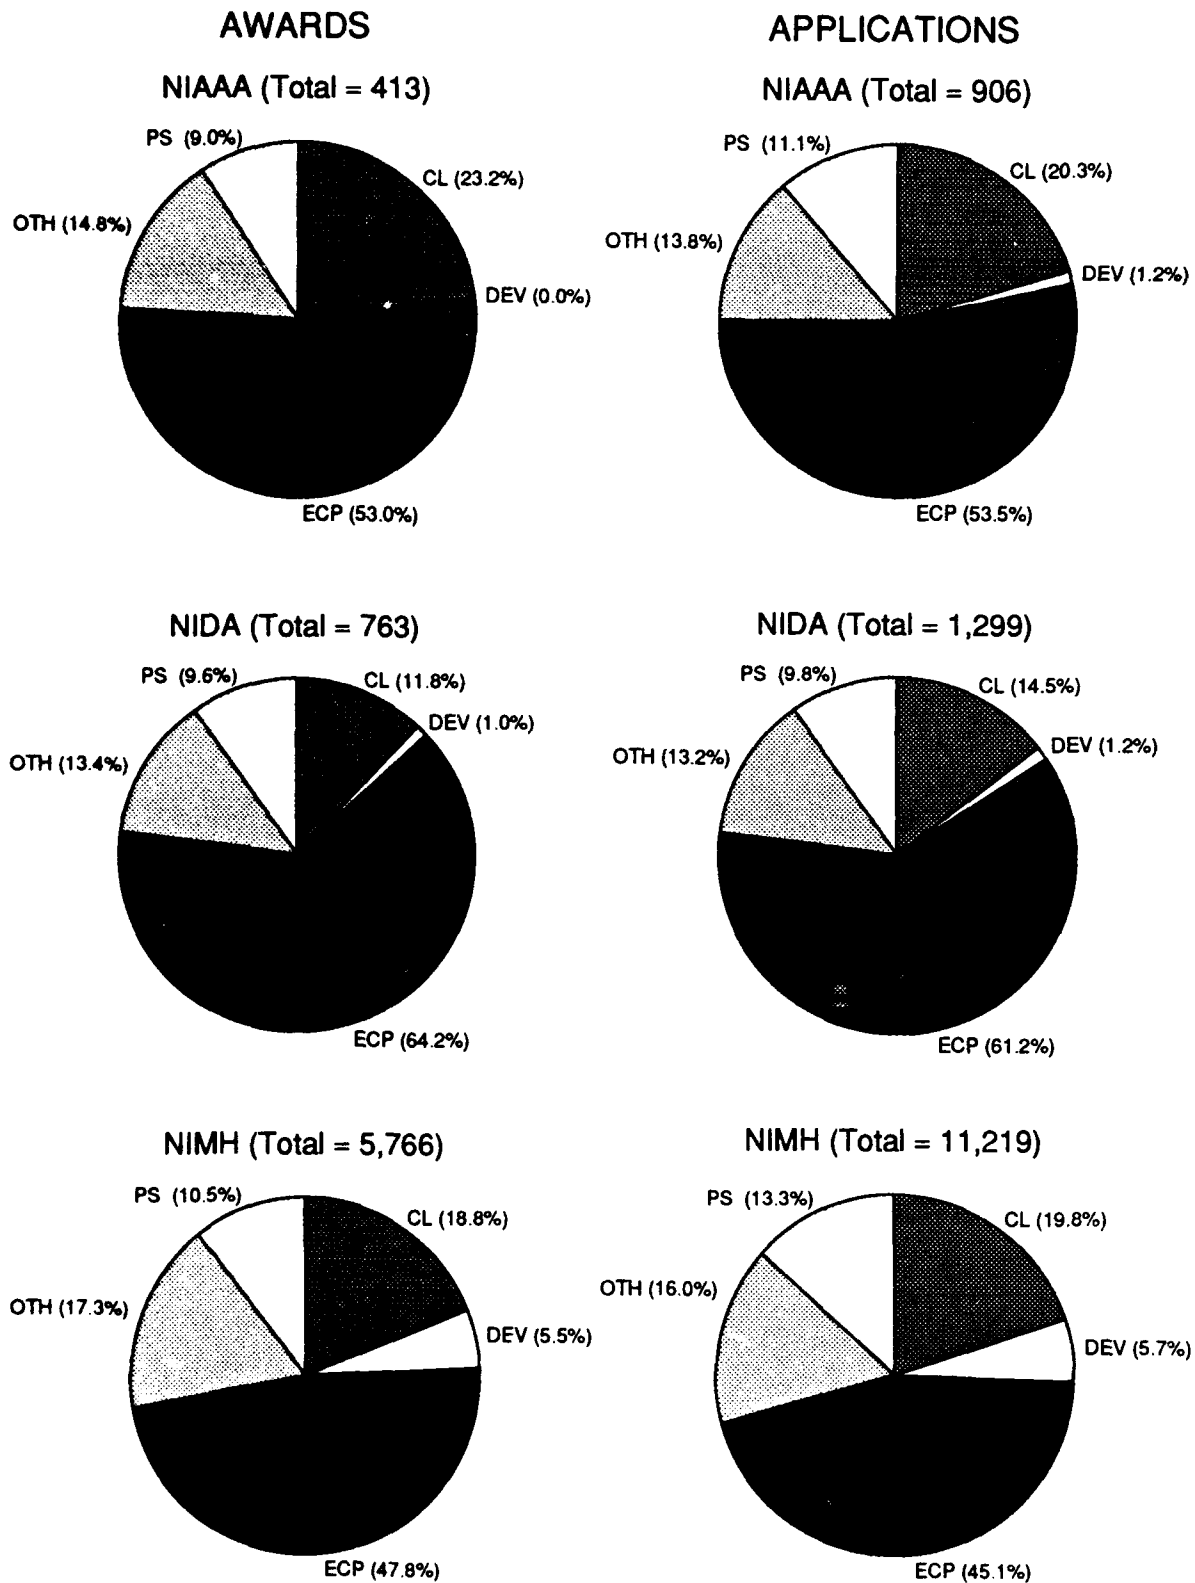 AWARDS
APPLICATIONS
NIAAA (Total = 413)
PS (9.0%)
CL (23.2%)
OTH (14.8%)
DEV (0.0%)
ECP (53.0%)
NIAAA (Total = 906)
PS (11.1%)
CL (20.3%)
OTH (13.8%)
DEV (1.2%)
ECP (53.5%)
NIDA (Total = 763)
PS (9.6%)
CL (11.8%)
DEV (1.0%)
OTH (13.4%)
ECP (64.2%)
NIDA (Total = 1,299)
PS (9.8%)
CL (14.5%)
DEV (1.2%)
OTH (13.2%)
ECP (61.2%)
NIMH (Total = 5,766)
PS (10.5%)
CL (18.8%)
OTH (17.3%)
DEV (5.5%)
ECP (47.8%)
NIMH (Total = 11,219)
PS (13.3%)
CL (19.8%)
OTH (16.0%)
DEV (5.7%)
ECP (45.1%)